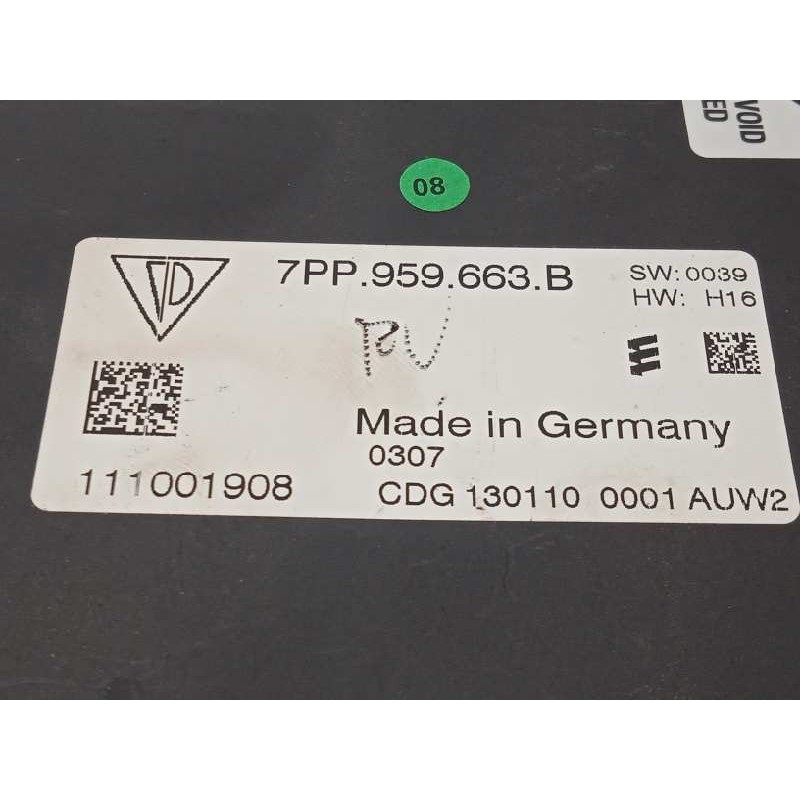 VOID
ED
08
7PP.959.663.B
SW:0039
HW: H16
Made in Germany
0307
111001908
CDG 130110 0001 AUW2